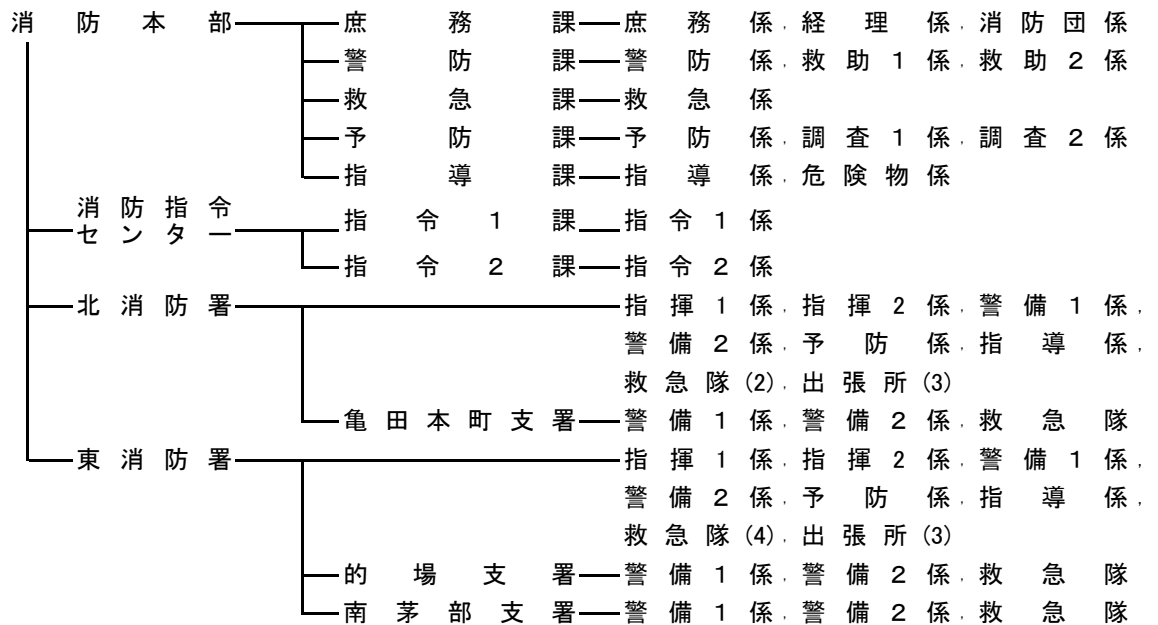 消防本部 庶務課 庶務係，経理係，消防団係
警防課 警防係，救助1係，救助2係
救急課 救急係
予防課 予防係，調査1係，調査2係
指導課 指導係，危険物係
消防指令
センター
指令1課 指令1係
指令2課 指令2係
北消防署 指揮1係，指揮2係，警備1係，
警備2係，予防係，指導係，
救急隊(2)，出張所(3)
亀田本町支署 警備1係，警備2係，救急隊
東消防署 指揮1係，指揮2係，警備1係，
警備2係，予防係，指導係，
救急隊(4)，出張所(3)
的場支署 警備1係，警備2係，救急隊
南茅部支署 警備1係，警備2係，救急隊